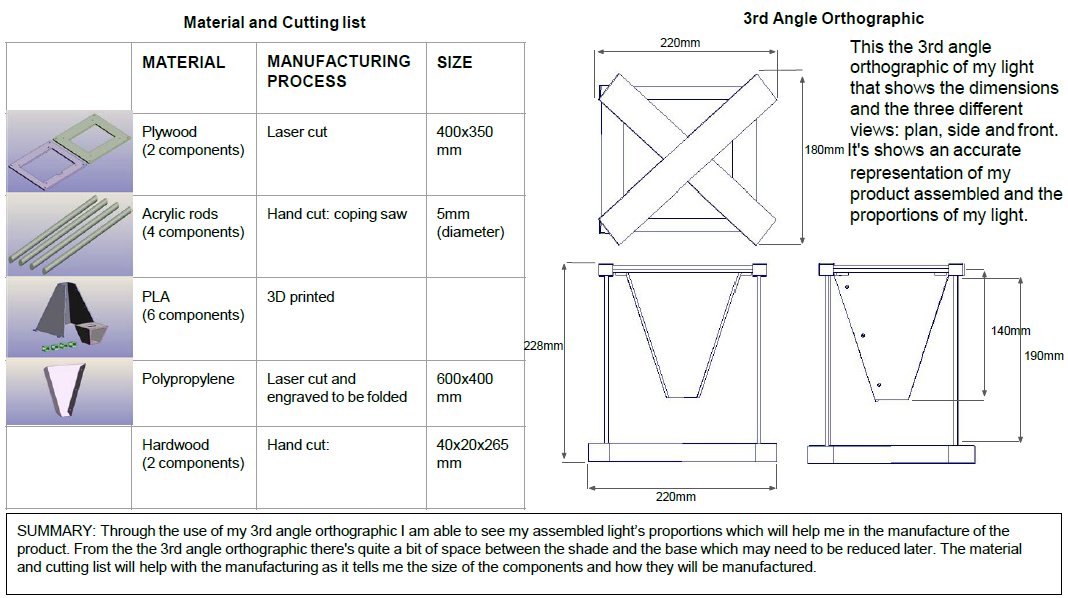 Material and Cutting list
MATERIAL
MANUFACTURING
PROCESS
SIZE
Plywood
(2 components)
Laser cut
400x350
mm
Acrylic rods
(4 components)
Hand cut: coping saw
5mm
(diameter)
PLA
(6 components)
3D printed
Polypropylene
Laser cut and
engraved to be folded
600x400
mm
Hardwood
(2 components)
Hand cut:
40x20x265
mm
3rd Angle Orthographic
220mm
180mm
This the 3rd angle
orthographic of my light
that shows the dimensions
and the three different
views: plan, side and front.
It's shows an accurate
representation of my
product assembled and the
proportions of my light.
228mm
220mm
140mm
190mm
SUMMARY: Through the use of my 3rd angle orthographic I am able to see my assembled light's proportions which will help me in the manufacture of the
product. From the the 3rd angle orthographic there's quite a bit of space between the shade and the base which may need to be reduced later. The material
and cutting list will help with the manufacturing as it tells me the size of the components and how they will be manufactured.